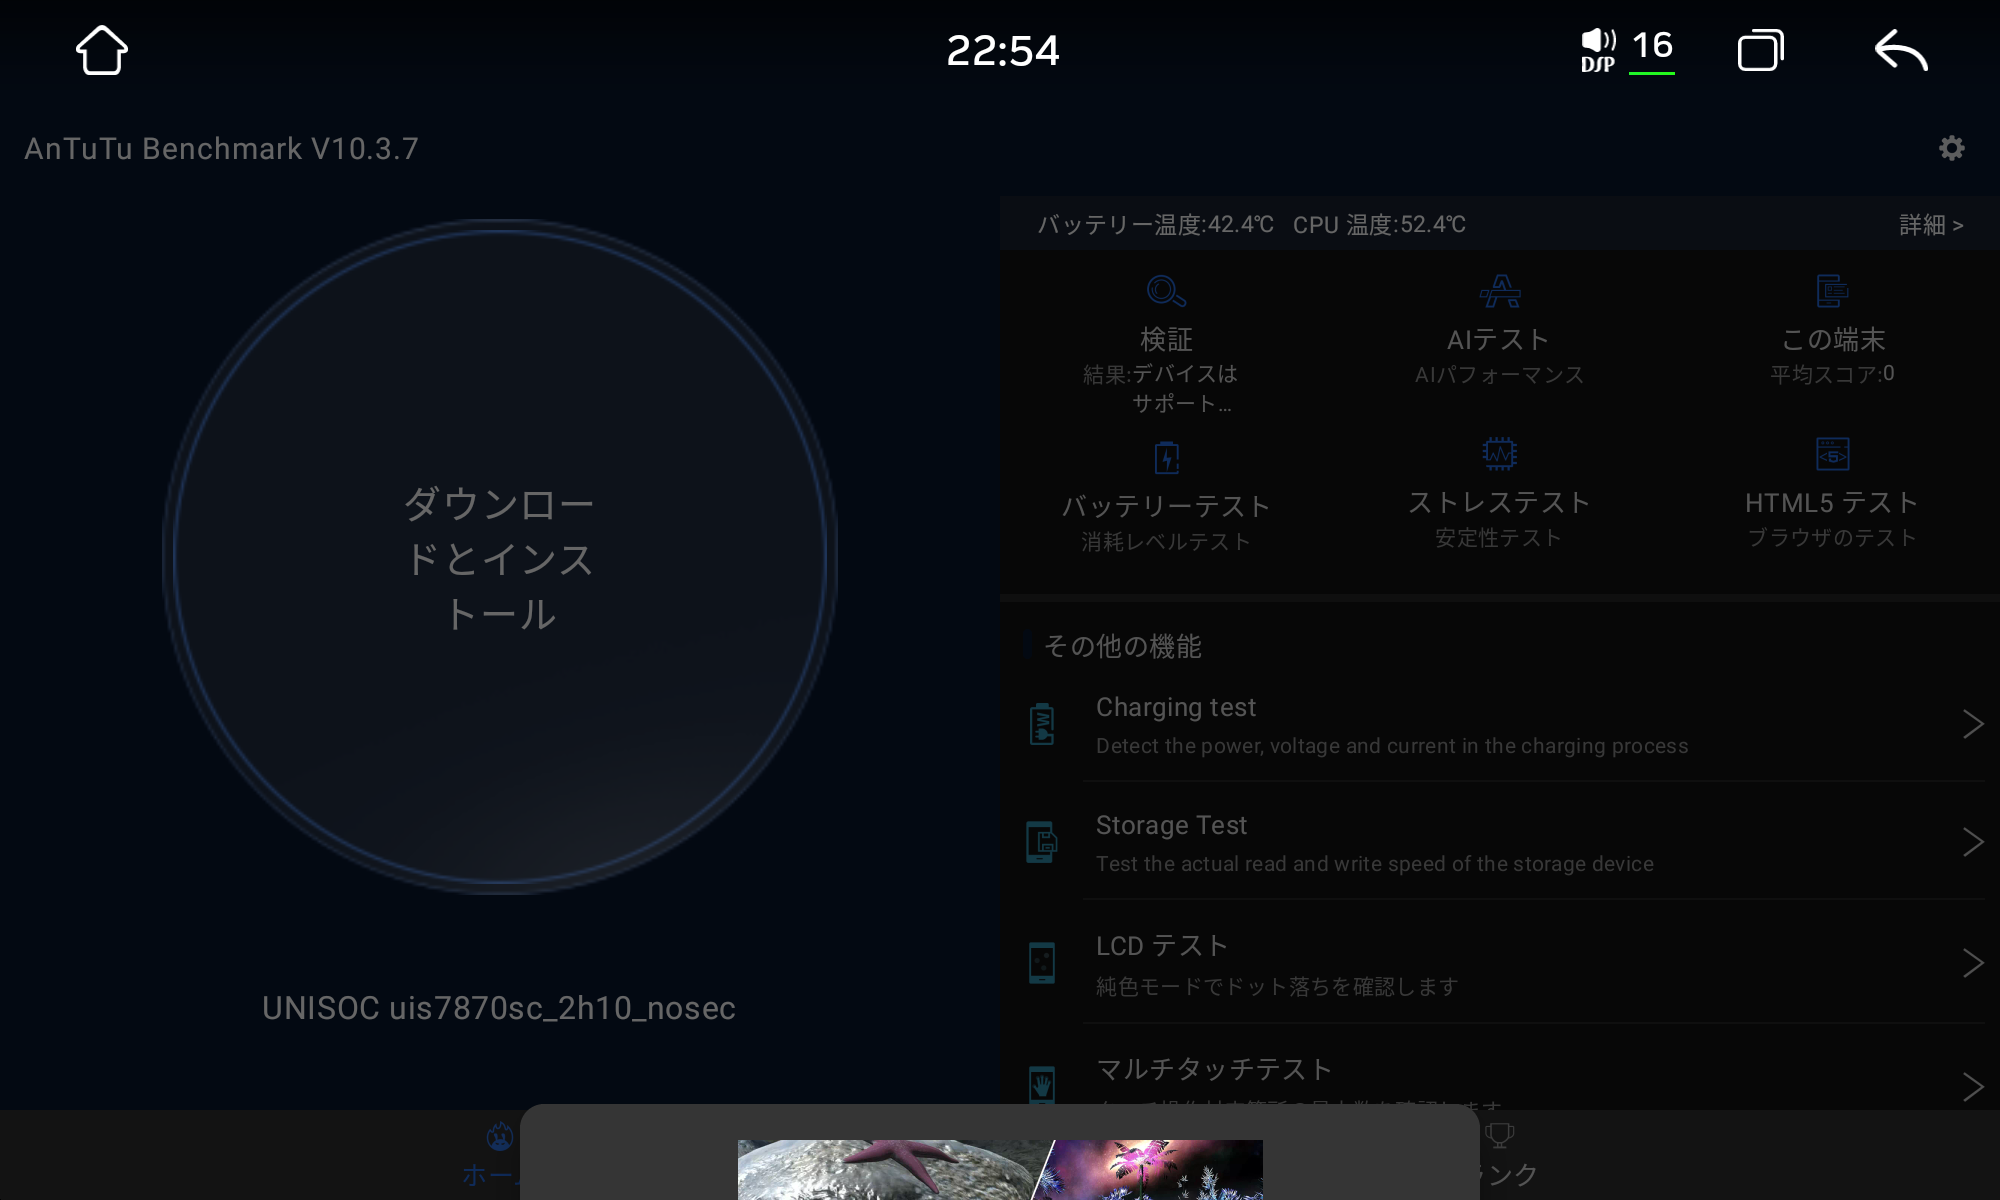 22:54
DSP 16
AnTuTu Benchmark V10.3.7
バッテリー温度:42.4℃ CPU 温度:52.4℃ 詳細 >
ダウンロー
ドとインス
トール
UNISOC uis7870sc_2h10_nosec
検証
結果:デバイスは
サポート...
AIテスト
AIパフォーマンス
この端末
平均スコア:0
バッテリーテスト
消耗レベルテスト
ストレステスト
安定性テスト
HTML5 テスト
ブラウザのテスト
その他の機能
Charging test
Detect the power, voltage and current in the charging process
Storage Test
Test the actual read and write speed of the storage device
LCD テスト
純色モードでドット落ちを確認します
マルチタッチテスト
ホー
ンク